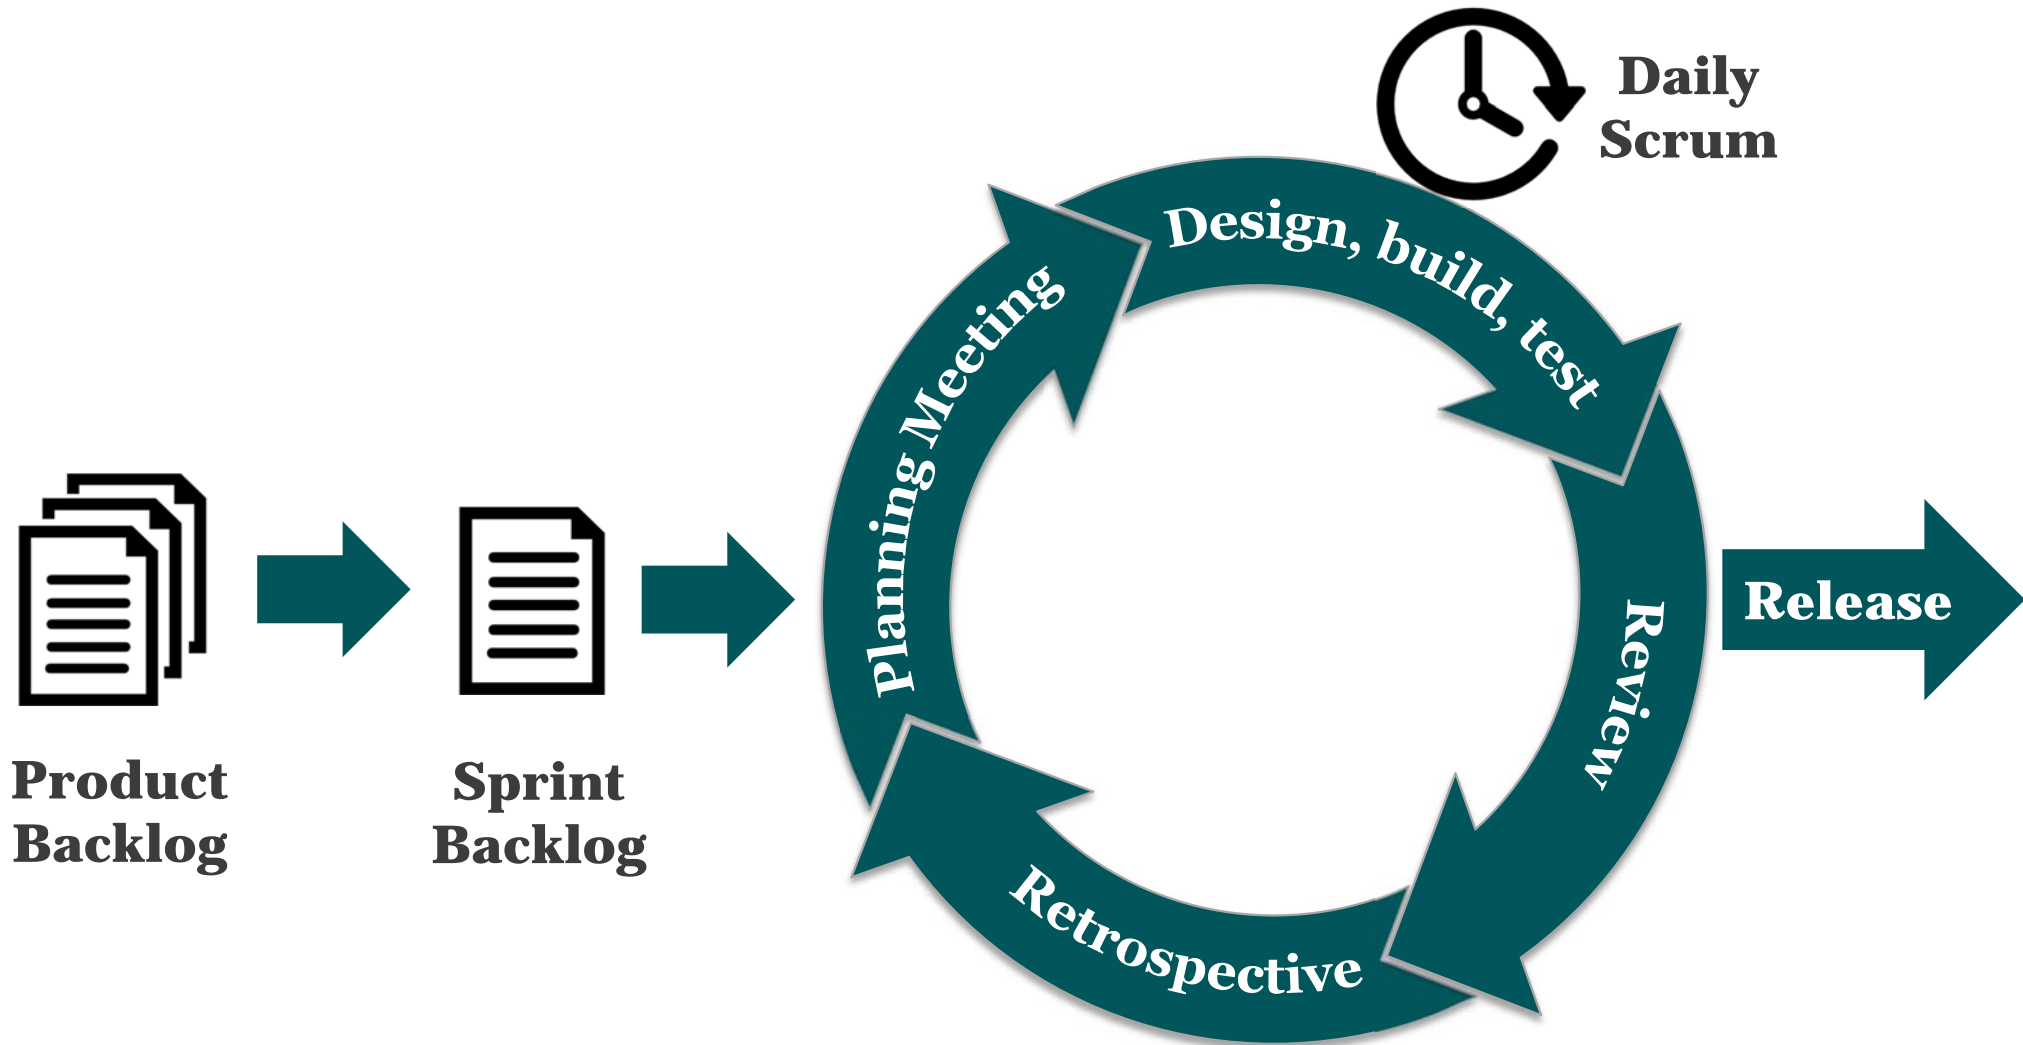 Daily
Scrum
Design, build, test
Planning Meeting
Review
Retrospective
Release
Product
Backlog
Sprint
Backlog